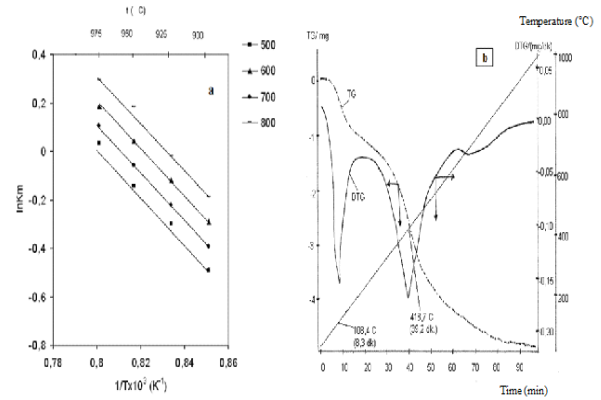 t (°C)
975 950 925 900
0,4
0,2
0
-0,2
-0,4
-0,6
0,8
0,78 0,8 0,82 0,84 0,86
lnKm
1/Tx10³ (K⁻¹)
a
500
600
700
800
Temperature (°C)
TG/ mg
b
1000
0,05
TG
0
0,00
-1
DTG
0,05
600
-2
0,10
-3
400
0,15
-4
200
418,7 C
(39,2 dk.)
108,4 C
(8,3 dk.)
0,30
0 10 20 30 40 50 60 70 80 90 100
Time (min)